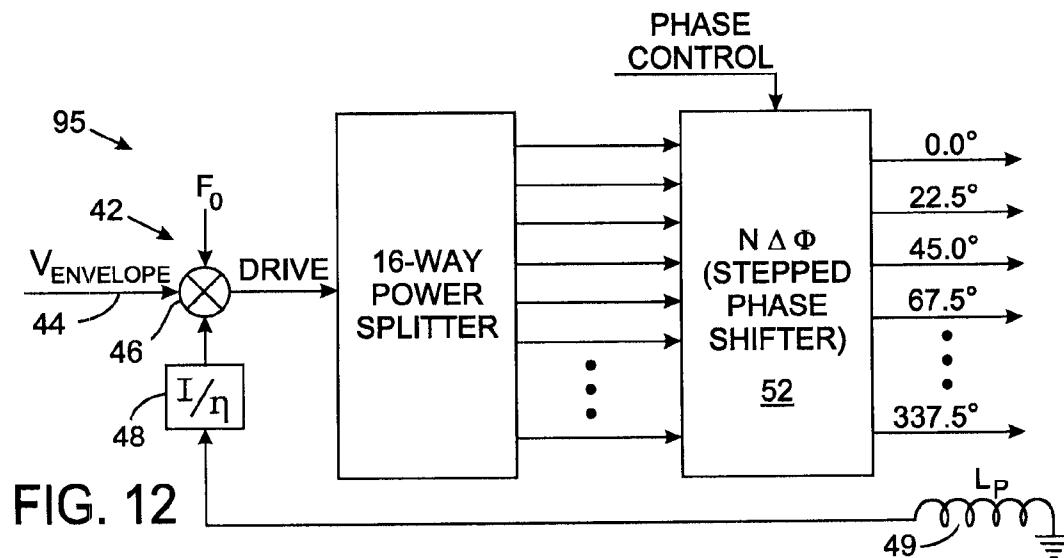 PHASE
CONTROL
95
F0
42
VENVELOPE
44
46
DRIVE
I/η
48
16-WAY
POWER
SPLITTER
N Δ Φ
(STEPPED
PHASE
SHIFTER)
52
0.0°
22.5°
45.0°
67.5°
337.5°
LP
49
FIG. 12